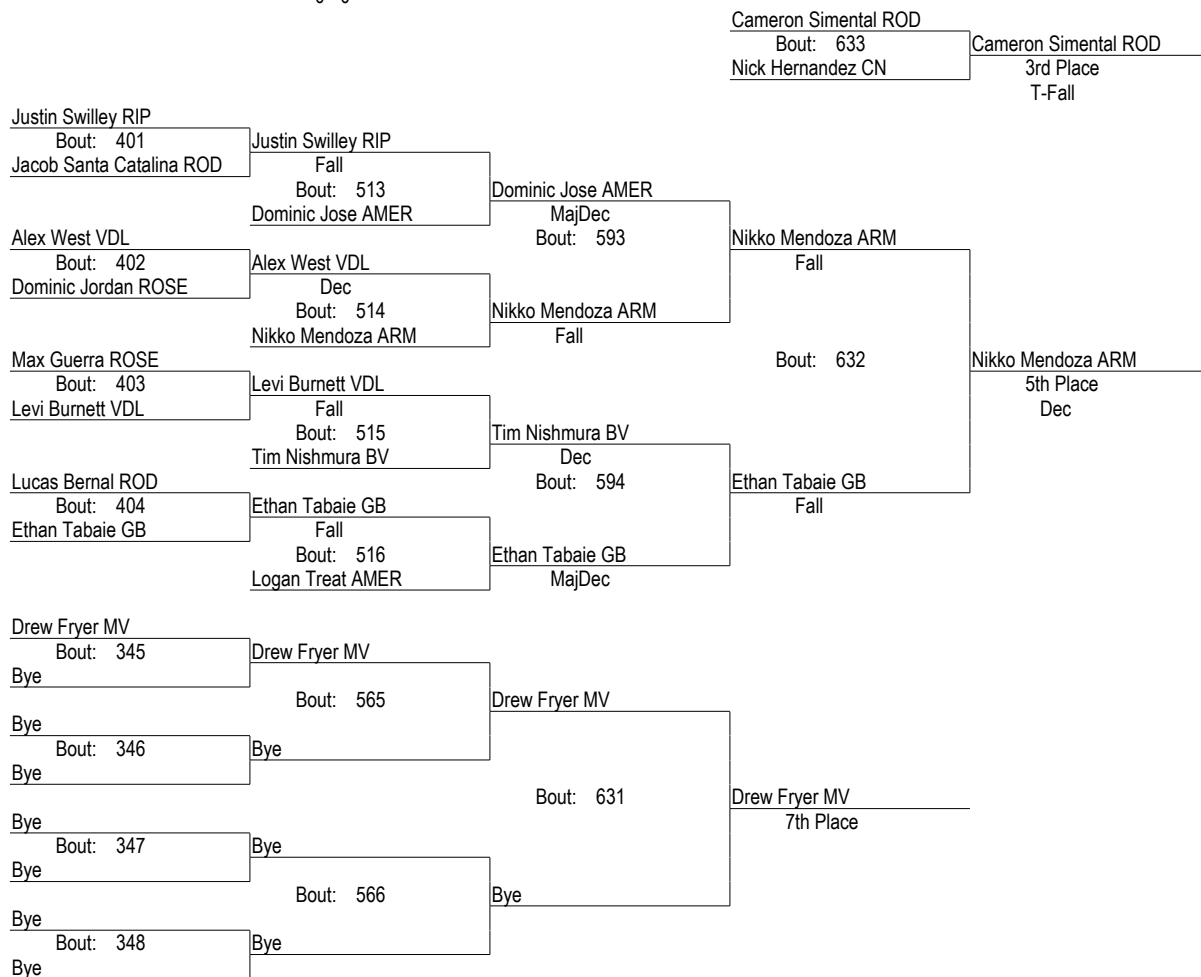 Cameron Simental ROD
Bout: 633
Cameron Simental ROD
Nick Hernandez CN
3rd Place
T-Fall
Justin Swilley RIP
Bout: 401
Justin Swilley RIP
Jacob Santa Catalina ROD
Fall
Bout: 513
Dominic Jose AMER
Dominic Jose AMER
MajDec
Alex West VDL
Bout: 593
Nikko Mendoza ARM
Bout: 402
Alex West VDL
Fall
Dominic Jordan ROSE
Dec
Bout: 514
Nikko Mendoza ARM
Nikko Mendoza ARM
Fall
Max Guerra ROSE
Bout: 632
Nikko Mendoza ARM
Bout: 403
Levi Burnett VDL
5th Place
Levi Burnett VDL
Fall
Dec
Bout: 515
Tim Nishmura BV
Tim Nishmura BV
Dec
Lucas Bernal ROD
Bout: 594
Ethan Tabaie GB
Bout: 404
Ethan Tabaie GB
Fall
Ethan Tabaie GB
Fall
Bout: 516
Ethan Tabaie GB
Logan Treat AMER
MajDec
Drew Fryer MV
Bout: 345
Drew Fryer MV
Bye
Bout: 565
Drew Fryer MV
Bye
Bout: 346
Bye
Bye
Bout: 631
Drew Fryer MV
Bye
7th Place
Bout: 347
Bye
Bye
Bout: 566
Bye
Bye
Bout: 348
Bye
Bye